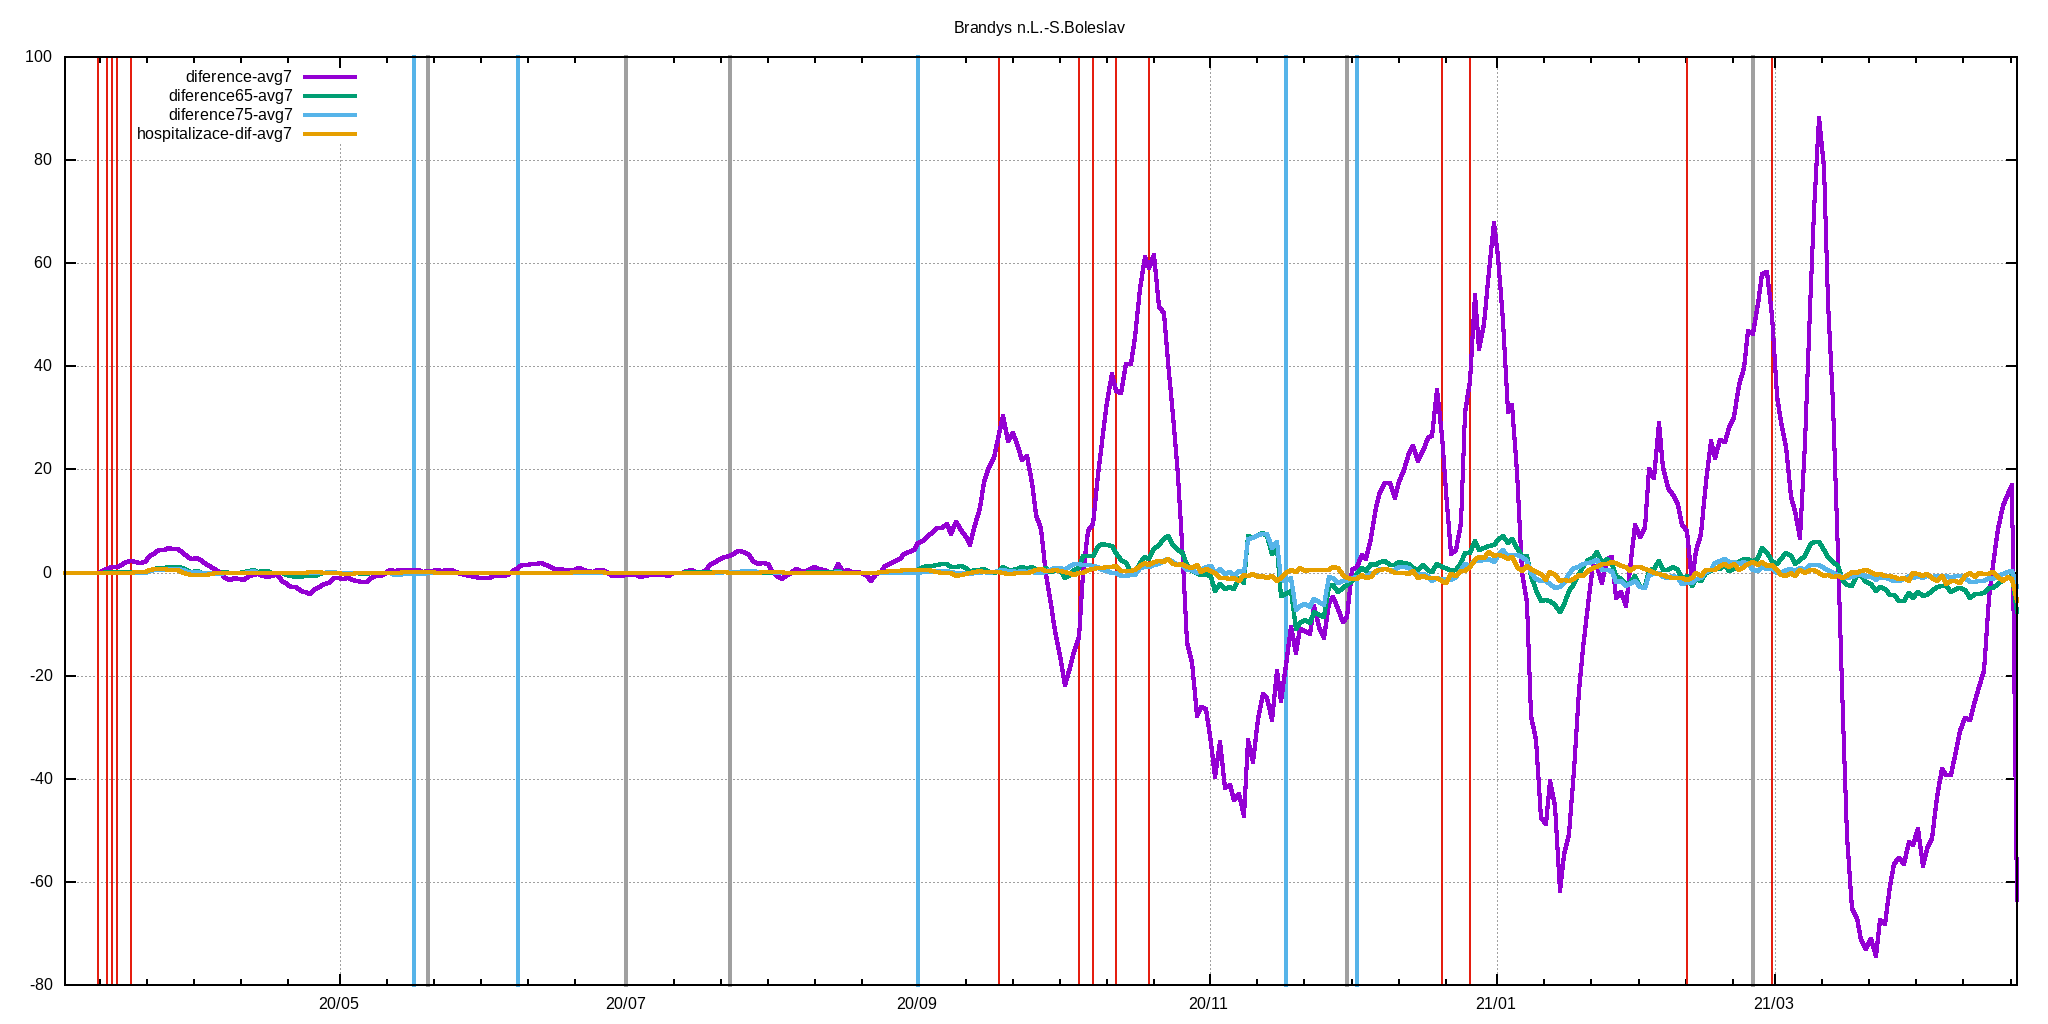 Brandys n.L.-S.Boleslav
diference-avg7
diference65-avg7
diference75-avg7
hospitalizace-dif-avg7
100
80
60
40
20
0
-20
-40
-60
-80
20/05 20/07 20/09 20/11 21/01 21/03